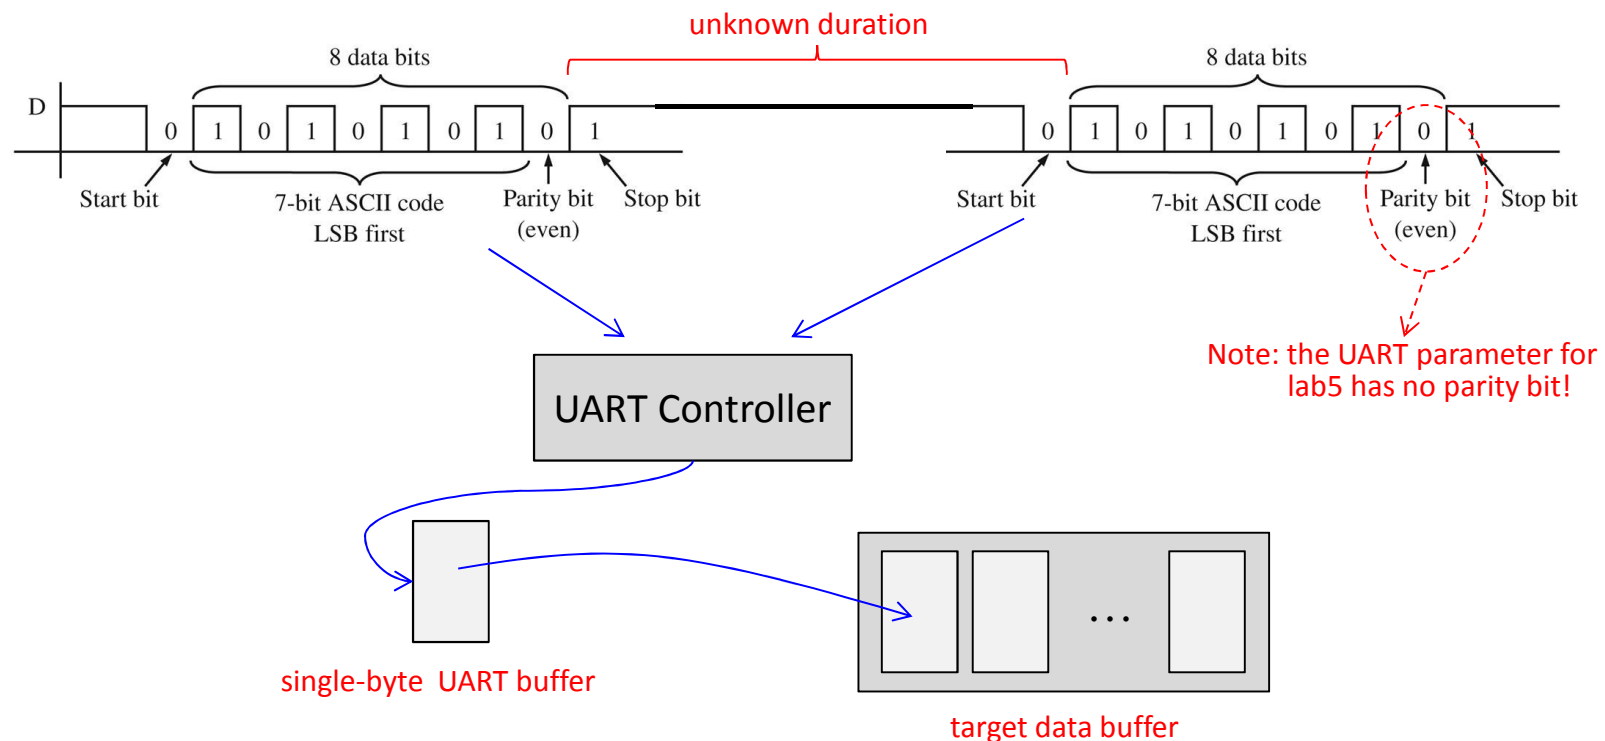 unknown duration
8 data bits
8 data bits
D
0 1 0 1 0 1 0 1 0 1
0 1 0 1 0 1 0 1 0 1
Start bit
7-bit ASCII code
LSB first
Parity bit
(even)
Stop bit
Start bit
7-bit ASCII code
LSB first
Parity bit
(even)
Stop bit
Note: the UART parameter for
lab5 has no parity bit!
UART Controller
...
single-byte UART buffer
target data buffer